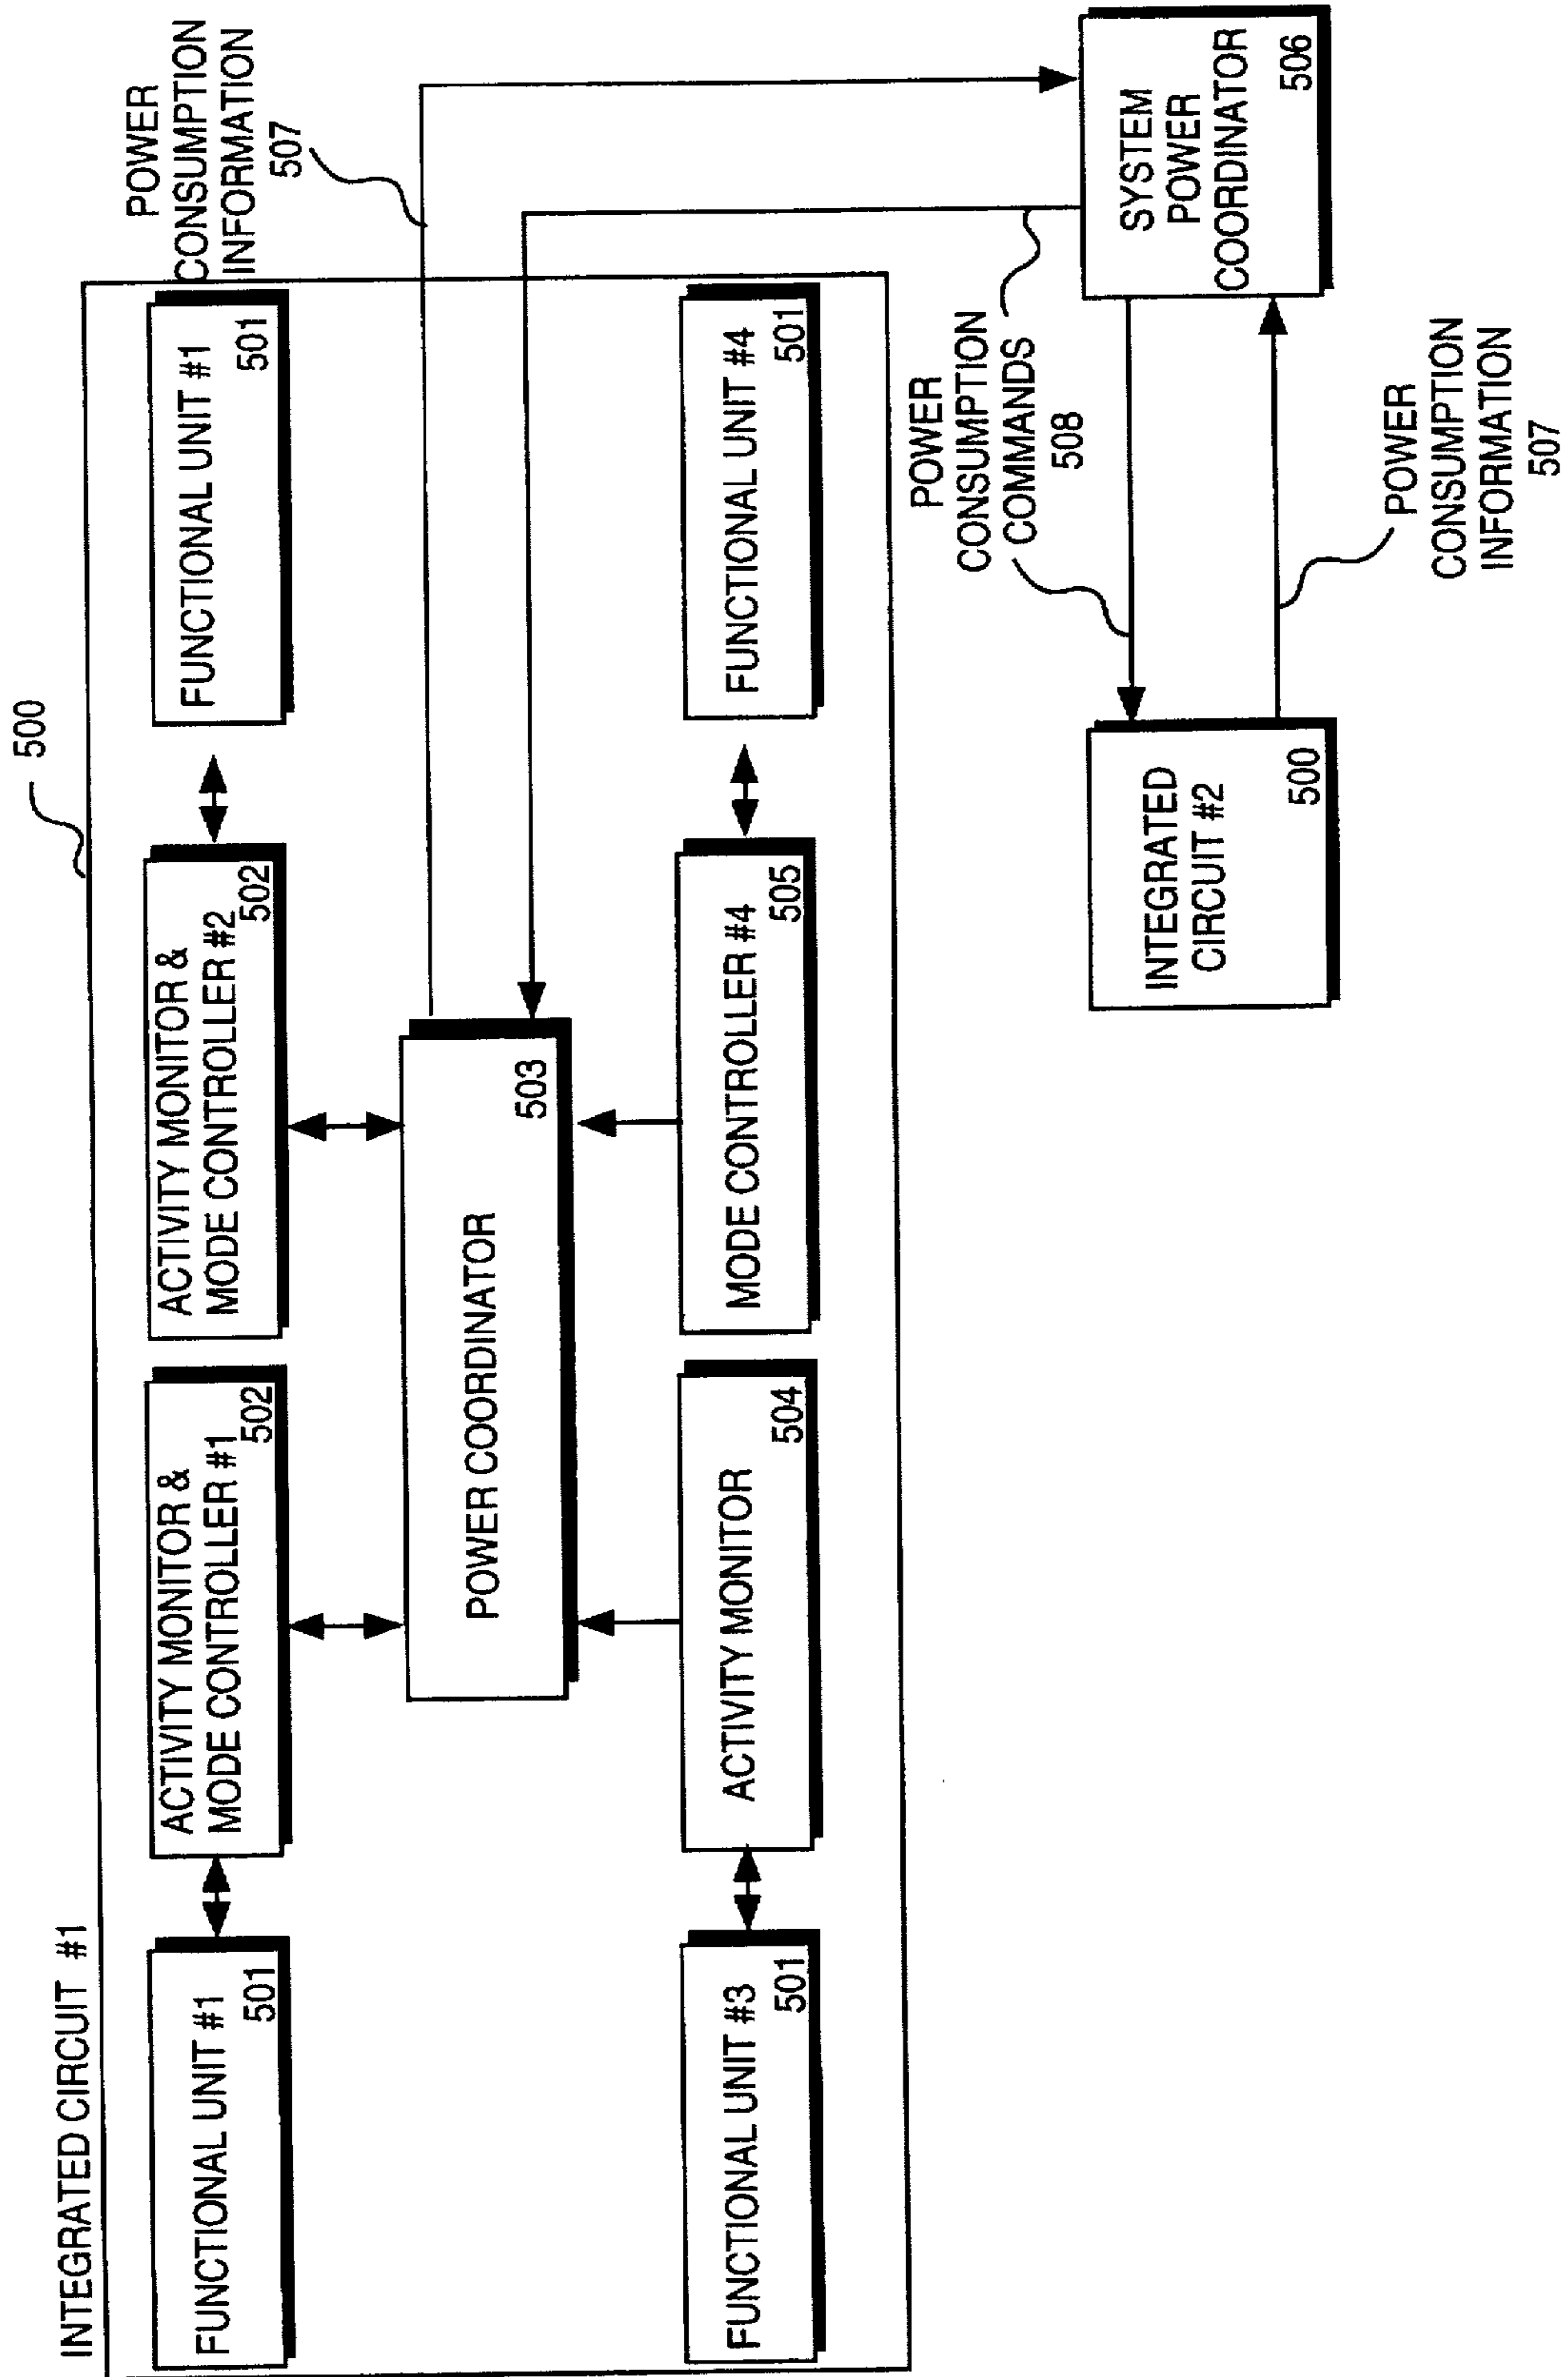 INTEGRATED CIRCUIT #1
500
FUNCTIONAL UNIT #1
501
ACTIVITY MONITOR &
MODE CONTROLLER #1
502
ACTIVITY MONITOR &
MODE CONTROLLER #2
502
FUNCTIONAL UNIT #1
501
POWER
CONSUMPTION
INFORMATION
507
POWER COORDINATOR
503
FUNCTIONAL UNIT #3
501
ACTIVITY MONITOR
504
MODE CONTROLLER #4
505
FUNCTIONAL UNIT #4
501
POWER
CONSUMPTION
COMMANDS
508
INTEGRATED
CIRCUIT #2
500
SYSTEM
POWER
COORDINATOR
506
POWER
CONSUMPTION
INFORMATION
507